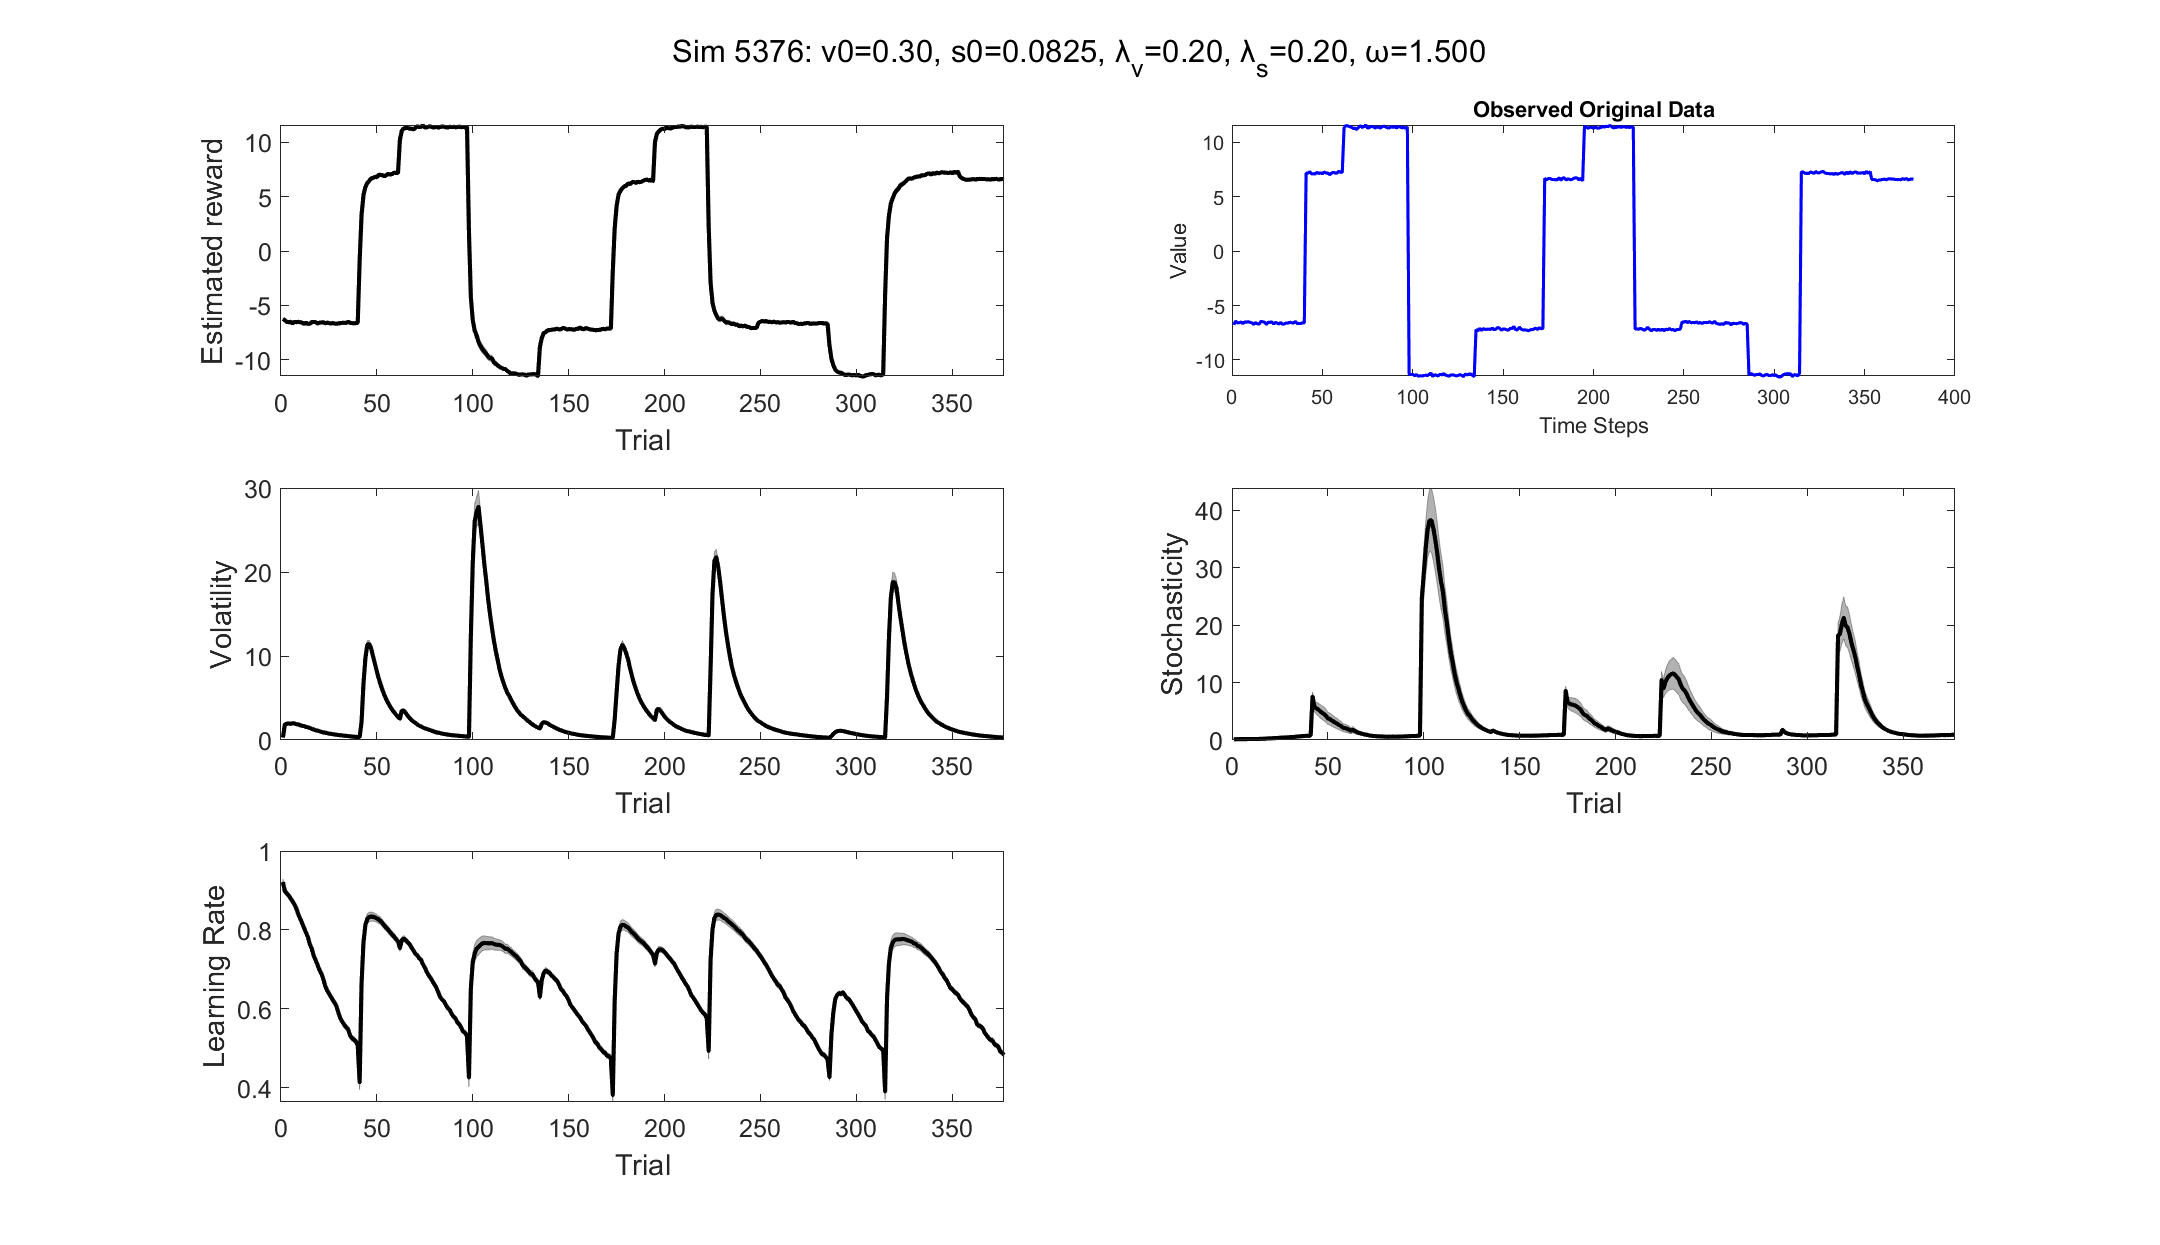 Sim 5376: v0=0.30, s0=0.0825, λv=0.20, λs=0.20, ω=1.500
Estimated reward
10
5
0
-5
-10
0 50 100 150 200 250 300 350
Trial
Observed Original Data
Value
10
5
0
-5
-10
0 50 100 150 200 250 300 350 400
Time Steps
Volatility
30
20
10
0
0 50 100 150 200 250 300 350
Trial
Stochasticity
40
30
20
10
0
0 50 100 150 200 250 300 350
Trial
Learning Rate
1
0.8
0.6
0.4
0 50 100 150 200 250 300 350
Trial